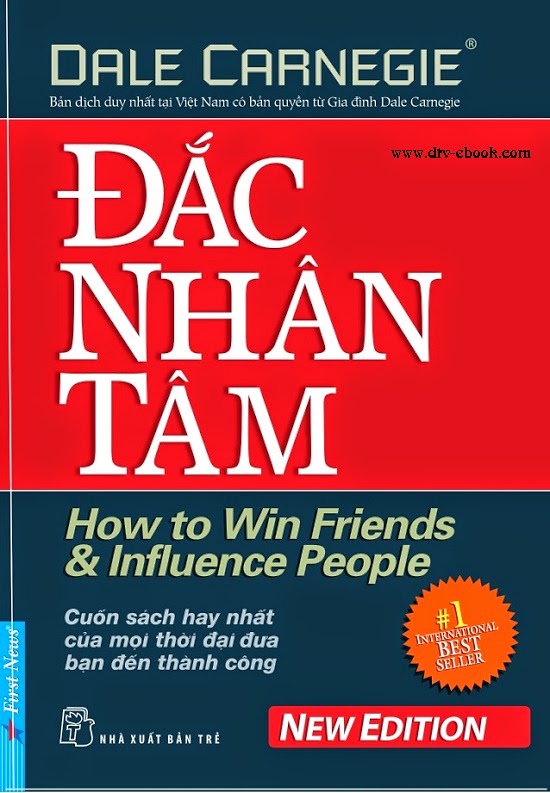 DALE CARNEGIE®
Bản dịch duy nhất tại Việt Nam có bản quyền từ Gia đình Dale Carnegie
www.dtv-ebook.com
ĐẮC
NHÂN
TÂM
How to Win Friends
& Influence People
Cuốn sách hay nhất
của mọi thời đại đưa
bạn đến thành công
#1
INTERNATIONAL
BEST
SELLER
NEW EDITION
First News®
T
NHÀ XUẤT BẢN TRẺ